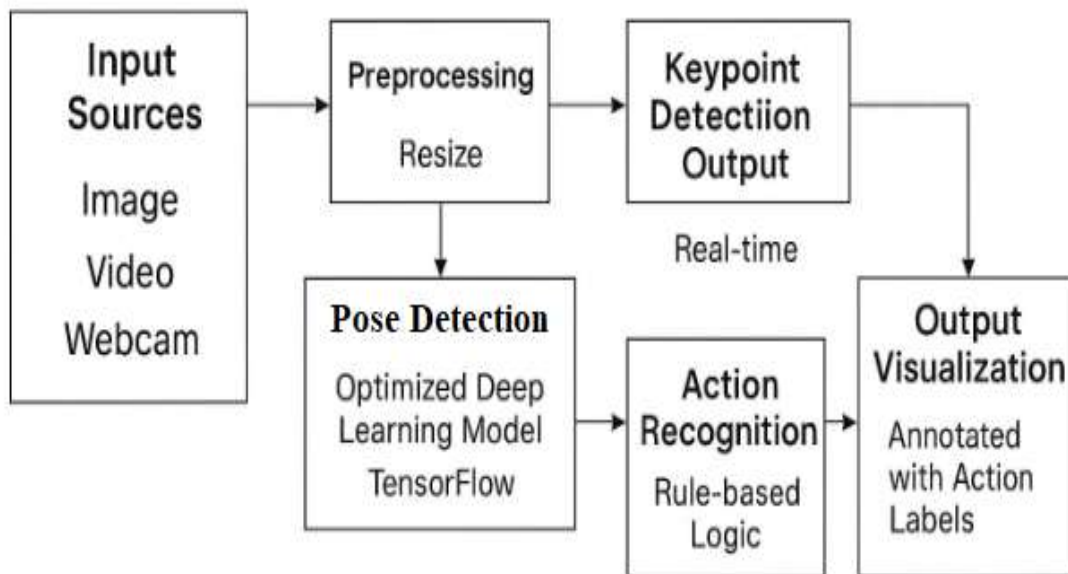 Input
Sources
Image
Video
Webcam
Preprocessing
Resize
Keypoint
Detectiion
Output
Real-time
Pose Detection
Optimized Deep
Learning Model
TensorFlow
Action
Recognition
Rule-based
Logic
Output
Visualization
Annotated
with Action
Labels